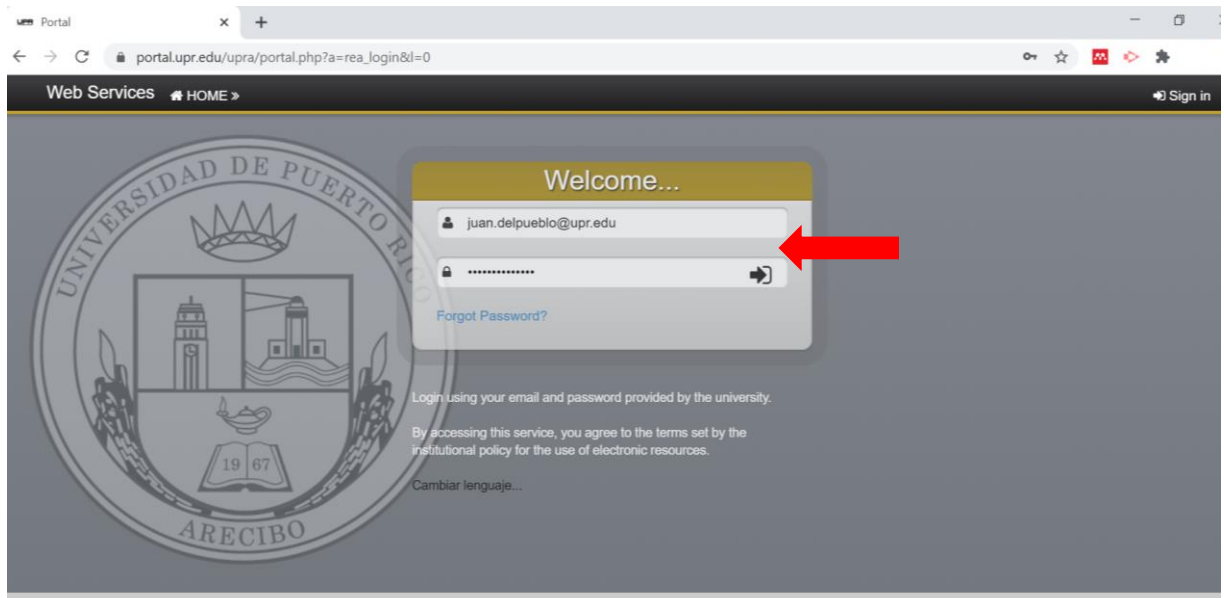 UPR Portal
portal.upr.edu/upra/portal.php?a=rea_login&l=0
Web Services HOME » Sign in
UNIVERSIDAD DE PUERTO RICO
19 67
ARECIBO
Welcome...
juan.delpueblo@upr.edu
••••••••••••••
Forgot Password?
Login using your email and password provided by the university.
By accessing this service, you agree to the terms set by the
institutional policy for the use of electronic resources.
Cambiar lenguaje...